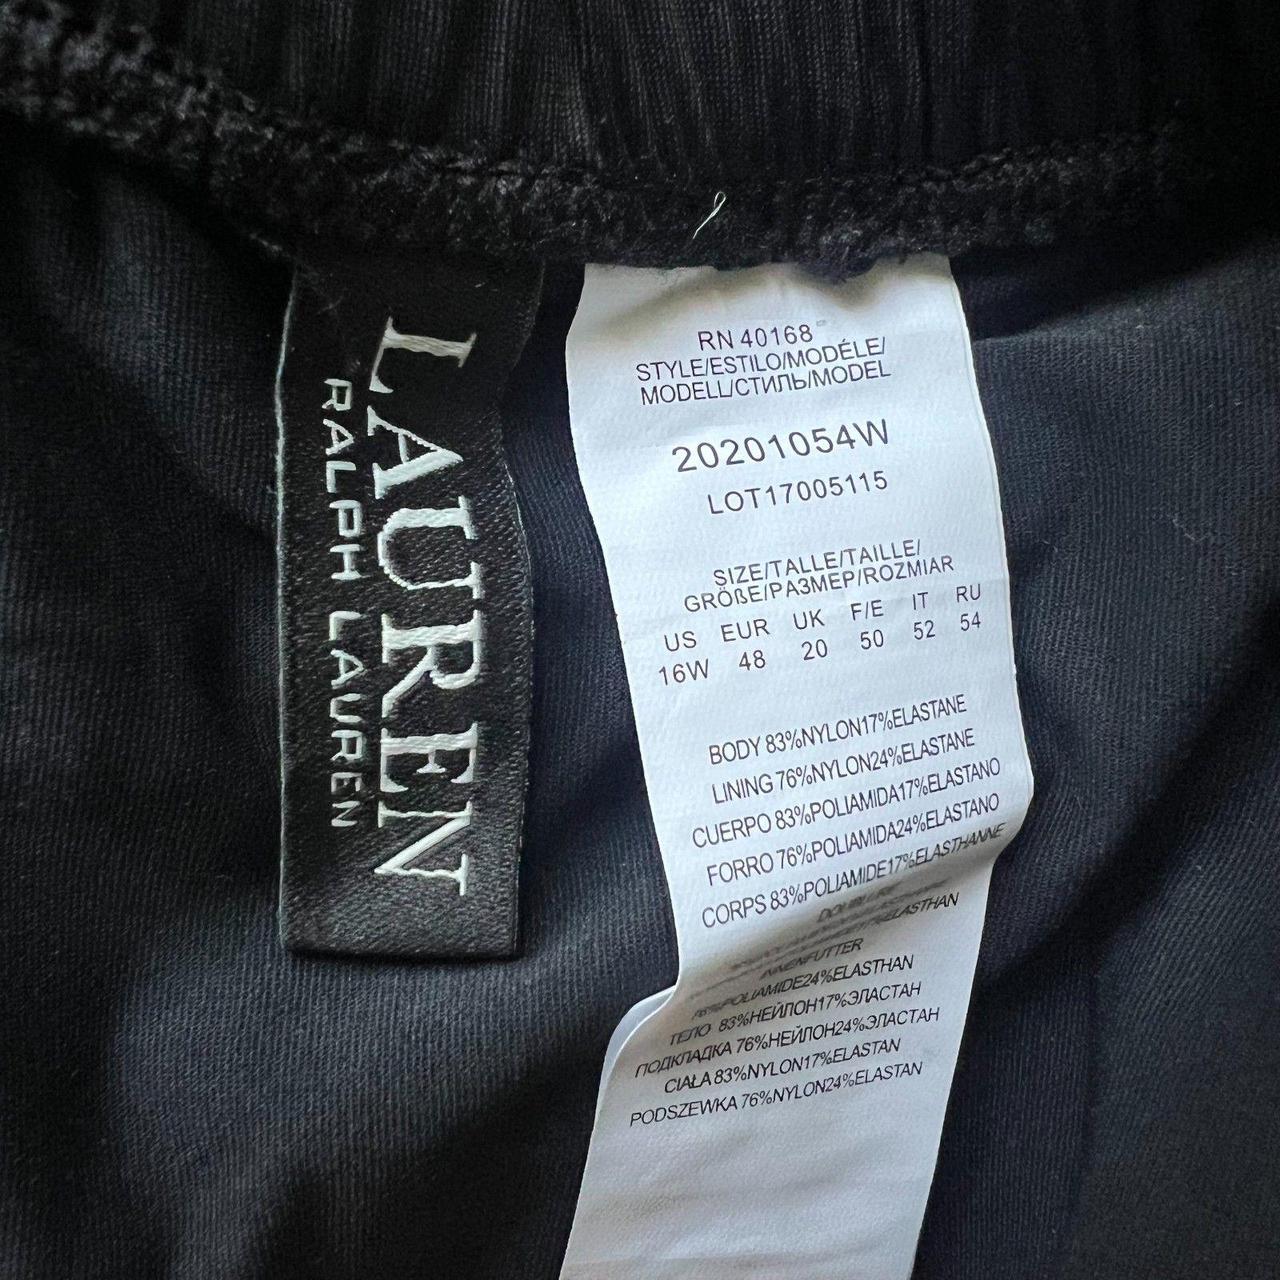 LAUREN
RALPH LAUREN
RN 40168
STYLE/ESTILO/MODÉLE/
MODELL/СТИЛЬ/MODEL
20201054W
LOT17005115
SIZE/TALLE/TAILLE/
GRÖßE/РАЗМЕР/ROZMIAR
US EUR UK F/E IT RU
16W 48 20 50 52 54
BODY 83%NYLON17%ELASTANE
LINING 76%NYLON24%ELASTANE
CUERPO 83%POLIAMIDA17%ELASTANO
FORRO 76%POLIAMIDA24%ELASTANO
CORPS 83%POLIAMIDE17%ELASTHANNE
INNENFUTTER
76%POLIAMIDE24%ELASTHAN
ТЕЛО 83%НЕЙЛОН17%ЭЛАСТАН
ПОДКЛАДКА 76%НЕЙЛОН24%ЭЛАСТАН
CIAŁA 83%NYLON17%ELASTAN
PODSZEWKA 76%NYLON24%ELASTAN